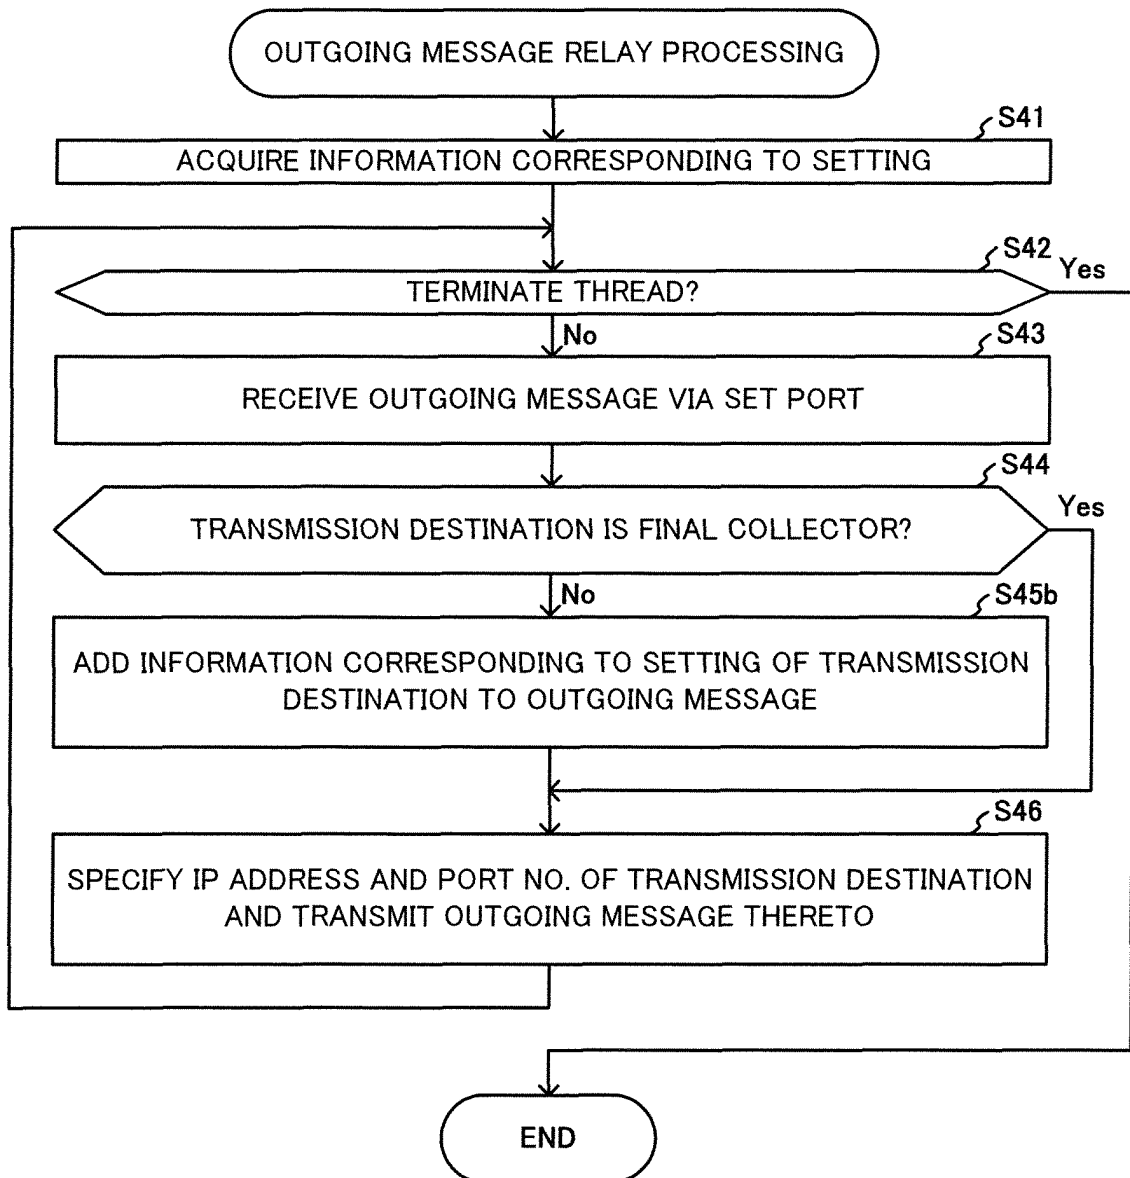 OUTGOING MESSAGE RELAY PROCESSING
S41
ACQUIRE INFORMATION CORRESPONDING TO SETTING
S42
TERMINATE THREAD?
Yes
No
S43
RECEIVE OUTGOING MESSAGE VIA SET PORT
S44
TRANSMISSION DESTINATION IS FINAL COLLECTOR?
Yes
No
S45b
ADD INFORMATION CORRESPONDING TO SETTING OF TRANSMISSION
DESTINATION TO OUTGOING MESSAGE
S46
SPECIFY IP ADDRESS AND PORT NO. OF TRANSMISSION DESTINATION
AND TRANSMIT OUTGOING MESSAGE THERETO
END